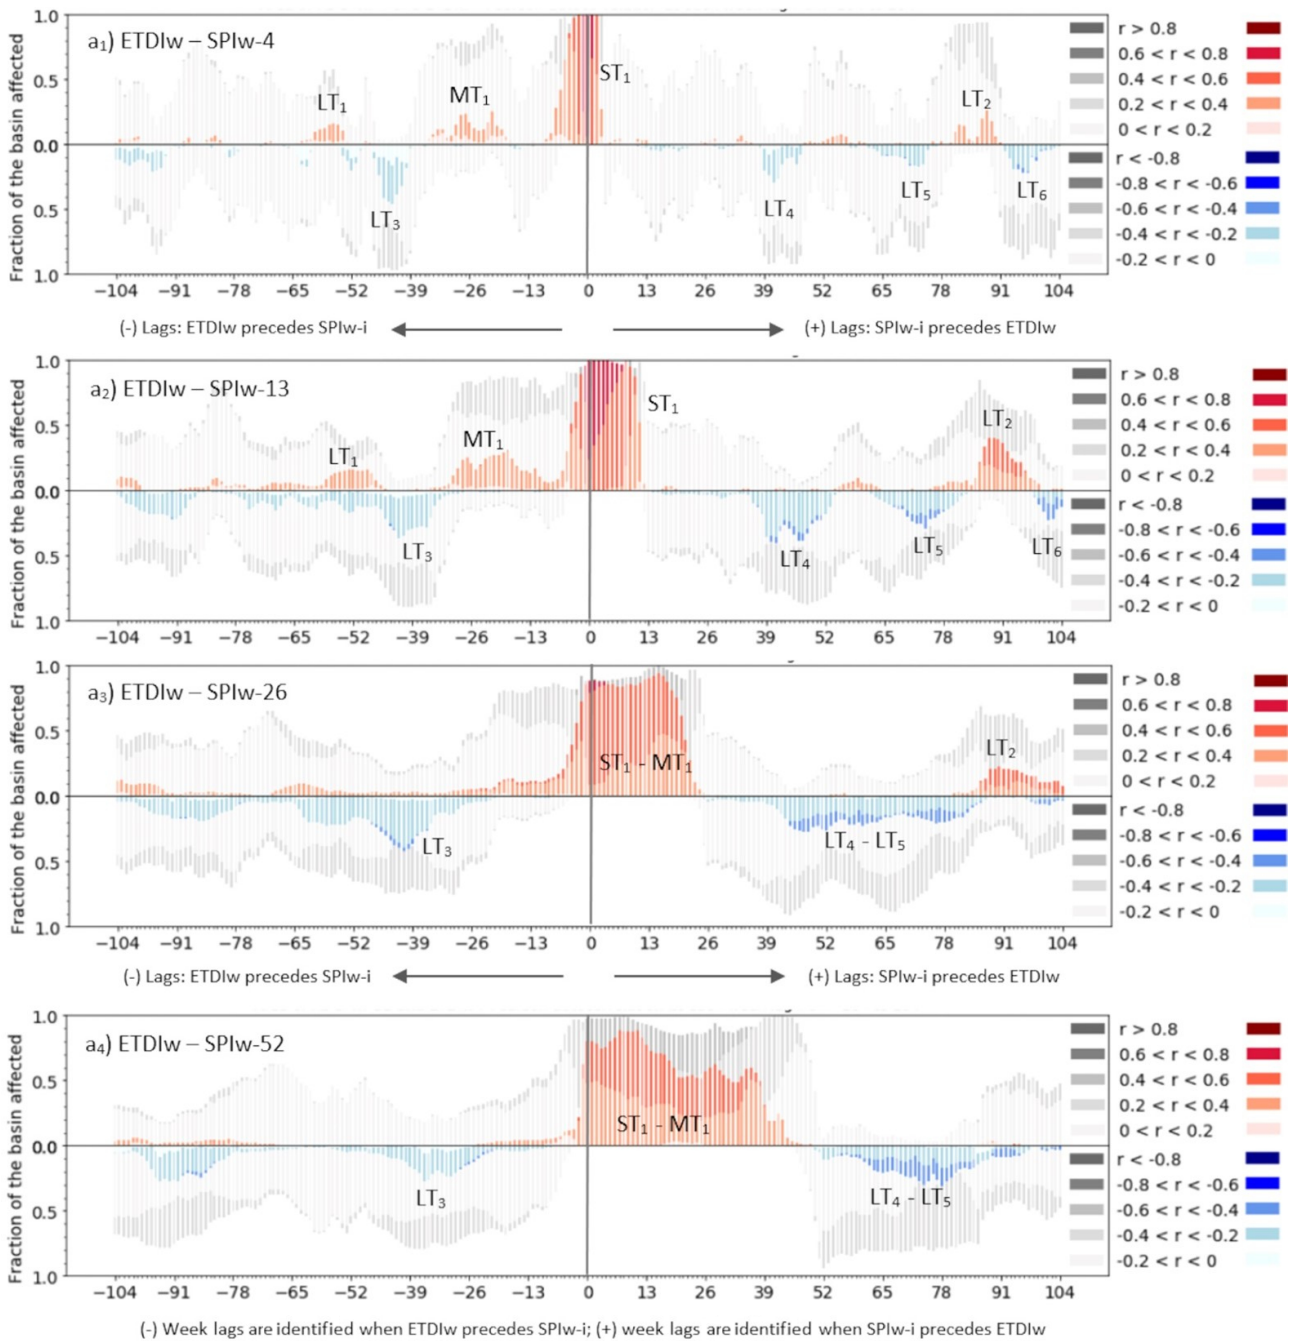 a1) ETDIw – SPIw-4
Fraction of the basin affected
1.0
0.5
0.0
0.5
1.0
LT1
MT1
ST1
LT2
LT3
LT4
LT5
LT6
r > 0.8
0.6 < r < 0.8
0.4 < r < 0.6
0.2 < r < 0.4
0 < r < 0.2
r < -0.8
-0.8 < r < -0.6
-0.6 < r < -0.4
-0.4 < r < -0.2
-0.2 < r < 0
−104 −91 −78 −65 −52 −39 −26 −13 0 13 26 39 52 65 78 91 104
(-) Lags: ETDIw precedes SPIw-i
(+) Lags: SPIw-i precedes ETDIw
a2) ETDIw – SPIw-13
Fraction of the basin affected
1.0
0.5
0.0
0.5
1.0
LT1
MT1
ST1
LT2
LT3
LT4
LT5
LT6
r > 0.8
0.6 < r < 0.8
0.4 < r < 0.6
0.2 < r < 0.4
0 < r < 0.2
r < -0.8
-0.8 < r < -0.6
-0.6 < r < -0.4
-0.4 < r < -0.2
-0.2 < r < 0
−104 −91 −78 −65 −52 −39 −26 −13 0 13 26 39 52 65 78 91 104
a3) ETDIw – SPIw-26
Fraction of the basin affected
1.0
0.5
0.0
0.5
1.0
ST1 - MT1
LT2
LT3
LT4 - LT5
r > 0.8
0.6 < r < 0.8
0.4 < r < 0.6
0.2 < r < 0.4
0 < r < 0.2
r < -0.8
-0.8 < r < -0.6
-0.6 < r < -0.4
-0.4 < r < -0.2
-0.2 < r < 0
−104 −91 −78 −65 −52 −39 −26 −13 0 13 26 39 52 65 78 91 104
(-) Lags: ETDIw precedes SPIw-i
(+) Lags: SPIw-i precedes ETDIw
a4) ETDIw – SPIw-52
Fraction of the basin affected
1.0
0.5
0.0
0.5
1.0
ST1 - MT1
LT3
LT4 - LT5
r > 0.8
0.6 < r < 0.8
0.4 < r < 0.6
0.2 < r < 0.4
0 < r < 0.2
r < -0.8
-0.8 < r < -0.6
-0.6 < r < -0.4
-0.4 < r < -0.2
-0.2 < r < 0
−104 −91 −78 −65 −52 −39 −26 −13 0 13 26 39 52 65 78 91 104
(-) Week lags are identified when ETDIw precedes SPIw-i; (+) week lags are identified when SPIw-i precedes ETDIw